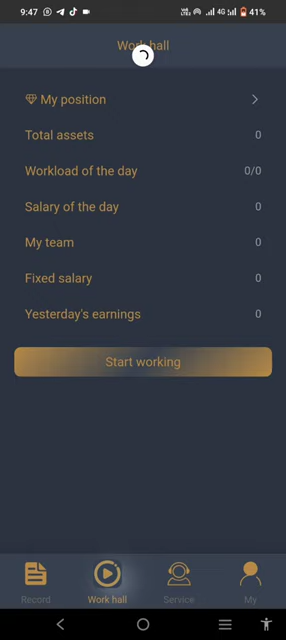 9:47 4G 41%
Work hall
My position
Total assets 0
Workload of the day 0/0
Salary of the day 0
My team 0
Fixed salary 0
Yesterday's earnings 0
Start working
Record Work hall Service My